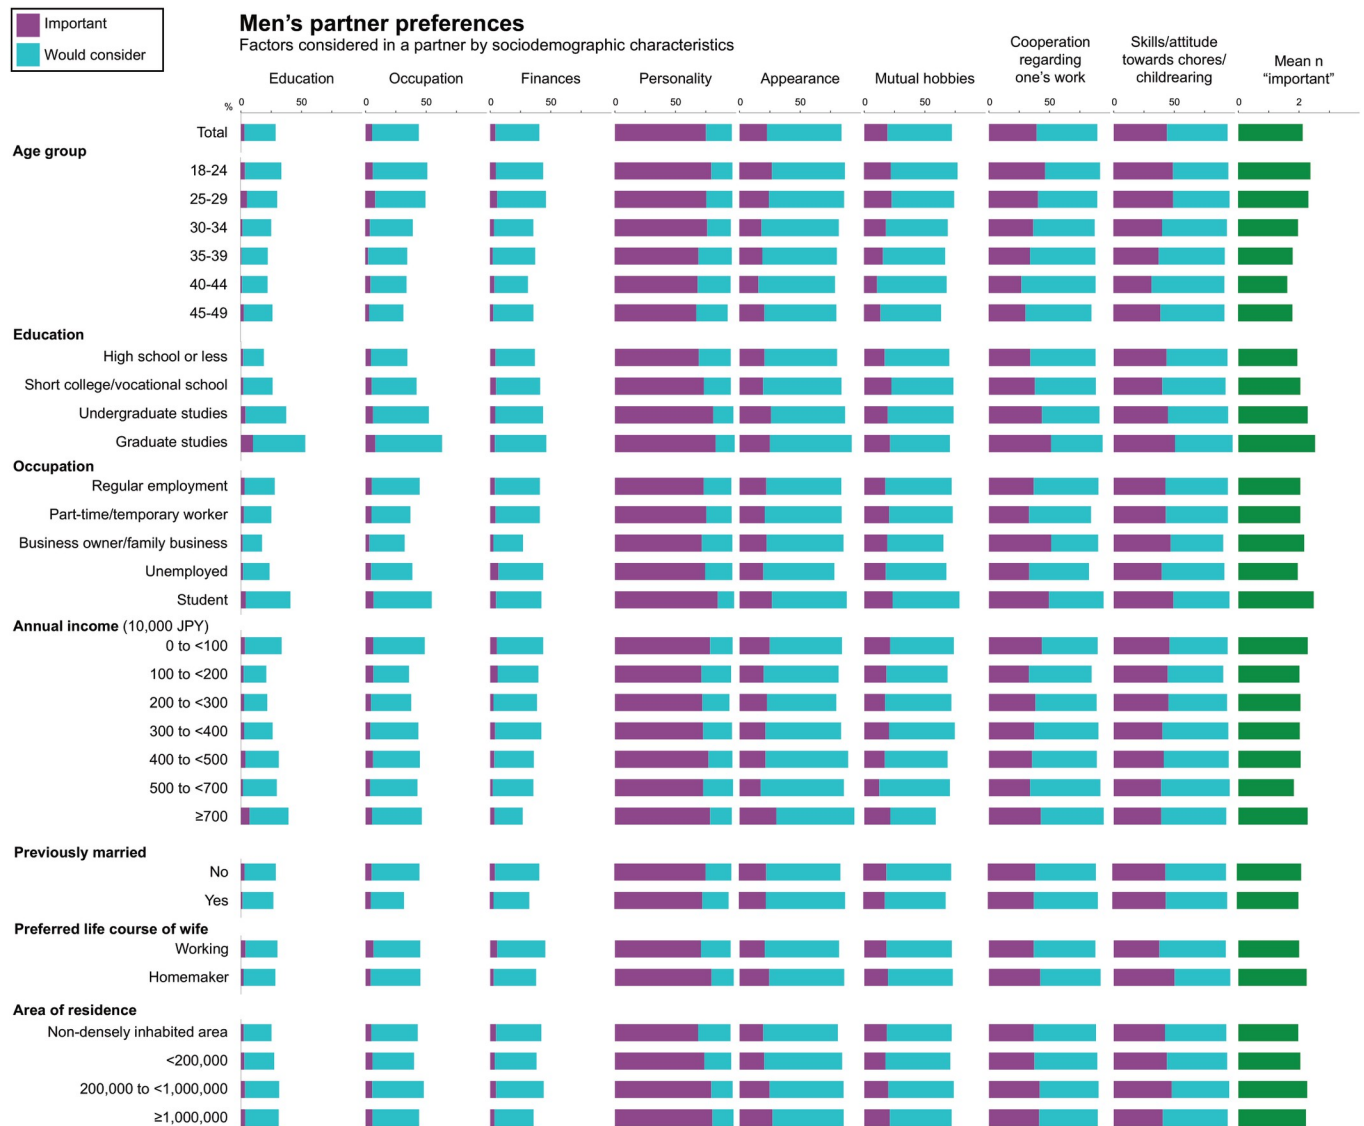 Important
Would consider
Men's partner preferences
Factors considered in a partner by sociodemographic characteristics
Education
Occupation
Finances
Personality
Appearance
Mutual hobbies
Cooperation
regarding
one's work
Skills/attitude
towards chores/
childrearing
Mean n
“important”
% 0 50 0 50 0 50 0 50 0 50 0 50 0 50 0 50 0 2
Total
Age group
18-24
25-29
30-34
35-39
40-44
45-49
Education
High school or less
Short college/vocational school
Undergraduate studies
Graduate studies
Occupation
Regular employment
Part-time/temporary worker
Business owner/family business
Unemployed
Student
Annual income (10,000 JPY)
0 to <100
100 to <200
200 to <300
300 to <400
400 to <500
500 to <700
≥700
Previously married
No
Yes
Preferred life course of wife
Working
Homemaker
Area of residence
Non-densely inhabited area
<200,000
200,000 to <1,000,000
≥1,000,000